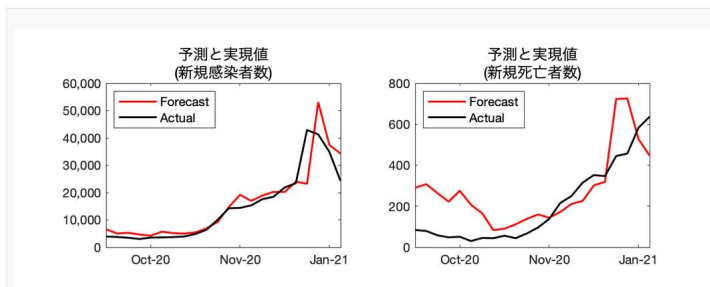 予測と実現値
(新規感染者数)
60,000
50,000
40,000
30,000
20,000
10,000
0
Forecast
Actual
Oct-20
Nov-20
Jan-21
予測と実現値
(新規死亡者数)
800
600
400
200
0
Forecast
Actual
Oct-20
Nov-20
Jan-21